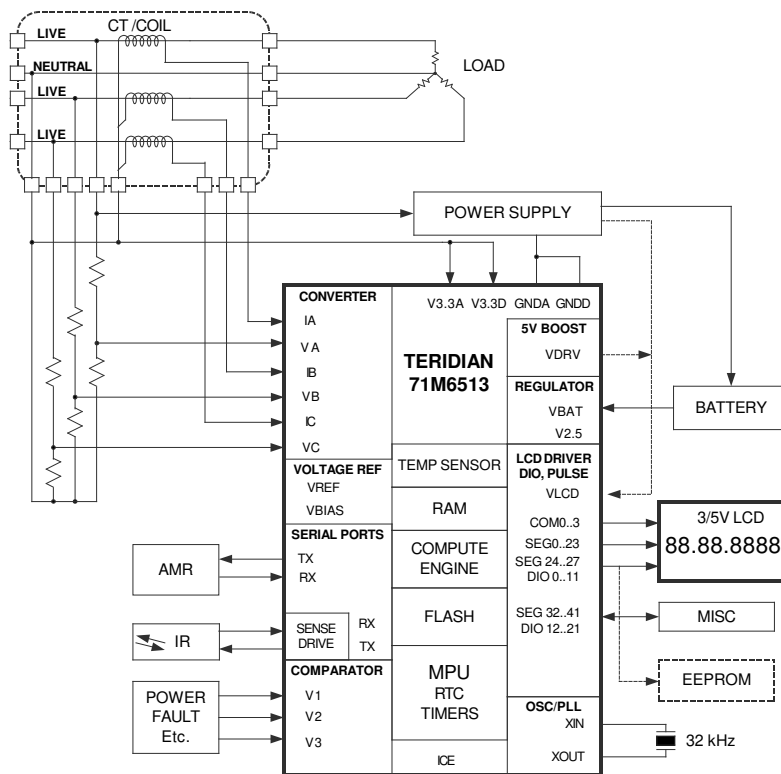 CT /COIL
LIVE
NEUTRAL
LOAD
LIVE
LIVE
POWER SUPPLY
CONVERTER
V3.3A V3.3D GNDA GNDD
IA
VA
IB
VB
IC
VC
TERIDIAN
71M6513
5V BOOST
VDRV
REGULATOR
VBAT
V2.5
BATTERY
VOLTAGE REF
VREF
VBIAS
TEMP SENSOR
RAM
LCD DRIVER
DIO, PULSE
VLCD
COM0..3
SEG0..23
SEG 24..27
DIO 0..11
SEG 32..41
DIO 12..21
3/5V LCD
88.88.8888
SERIAL PORTS
TX
RX
AMR
COMPUTE
ENGINE
FLASH
MISC
SENSE
DRIVE
RX
TX
IR
EEPROM
COMPARATOR
V1
V2
V3
POWER
FAULT
Etc.
MPU
RTC
TIMERS
ICE
OSC/PLL
XIN
XOUT
32 kHz